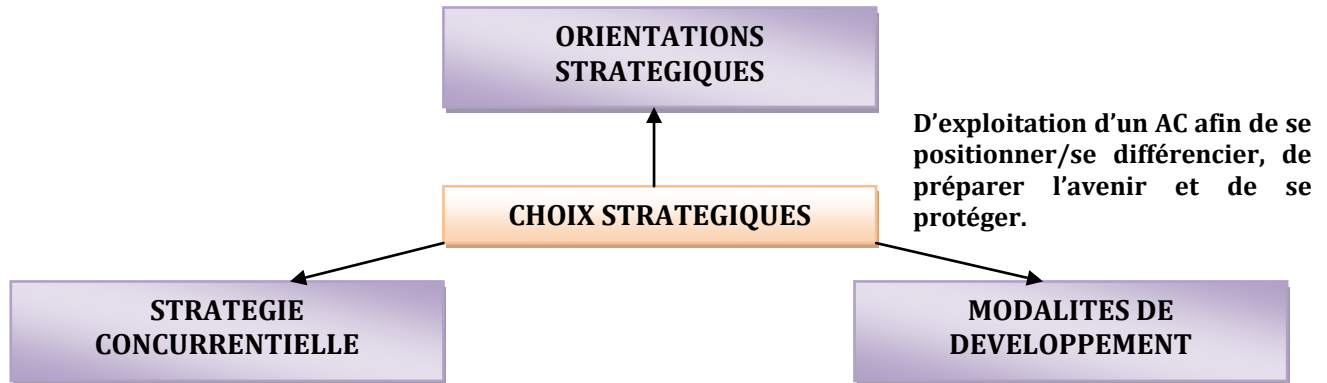 ORIENTATIONS
STRATEGIQUES
D’exploitation d’un AC afin de se
positionner/se différencier, de
préparer l’avenir et de se
protéger.
CHOIX STRATEGIQUES
STRATEGIE
CONCURRENTIELLE
MODALITES DE
DEVELOPPEMENT